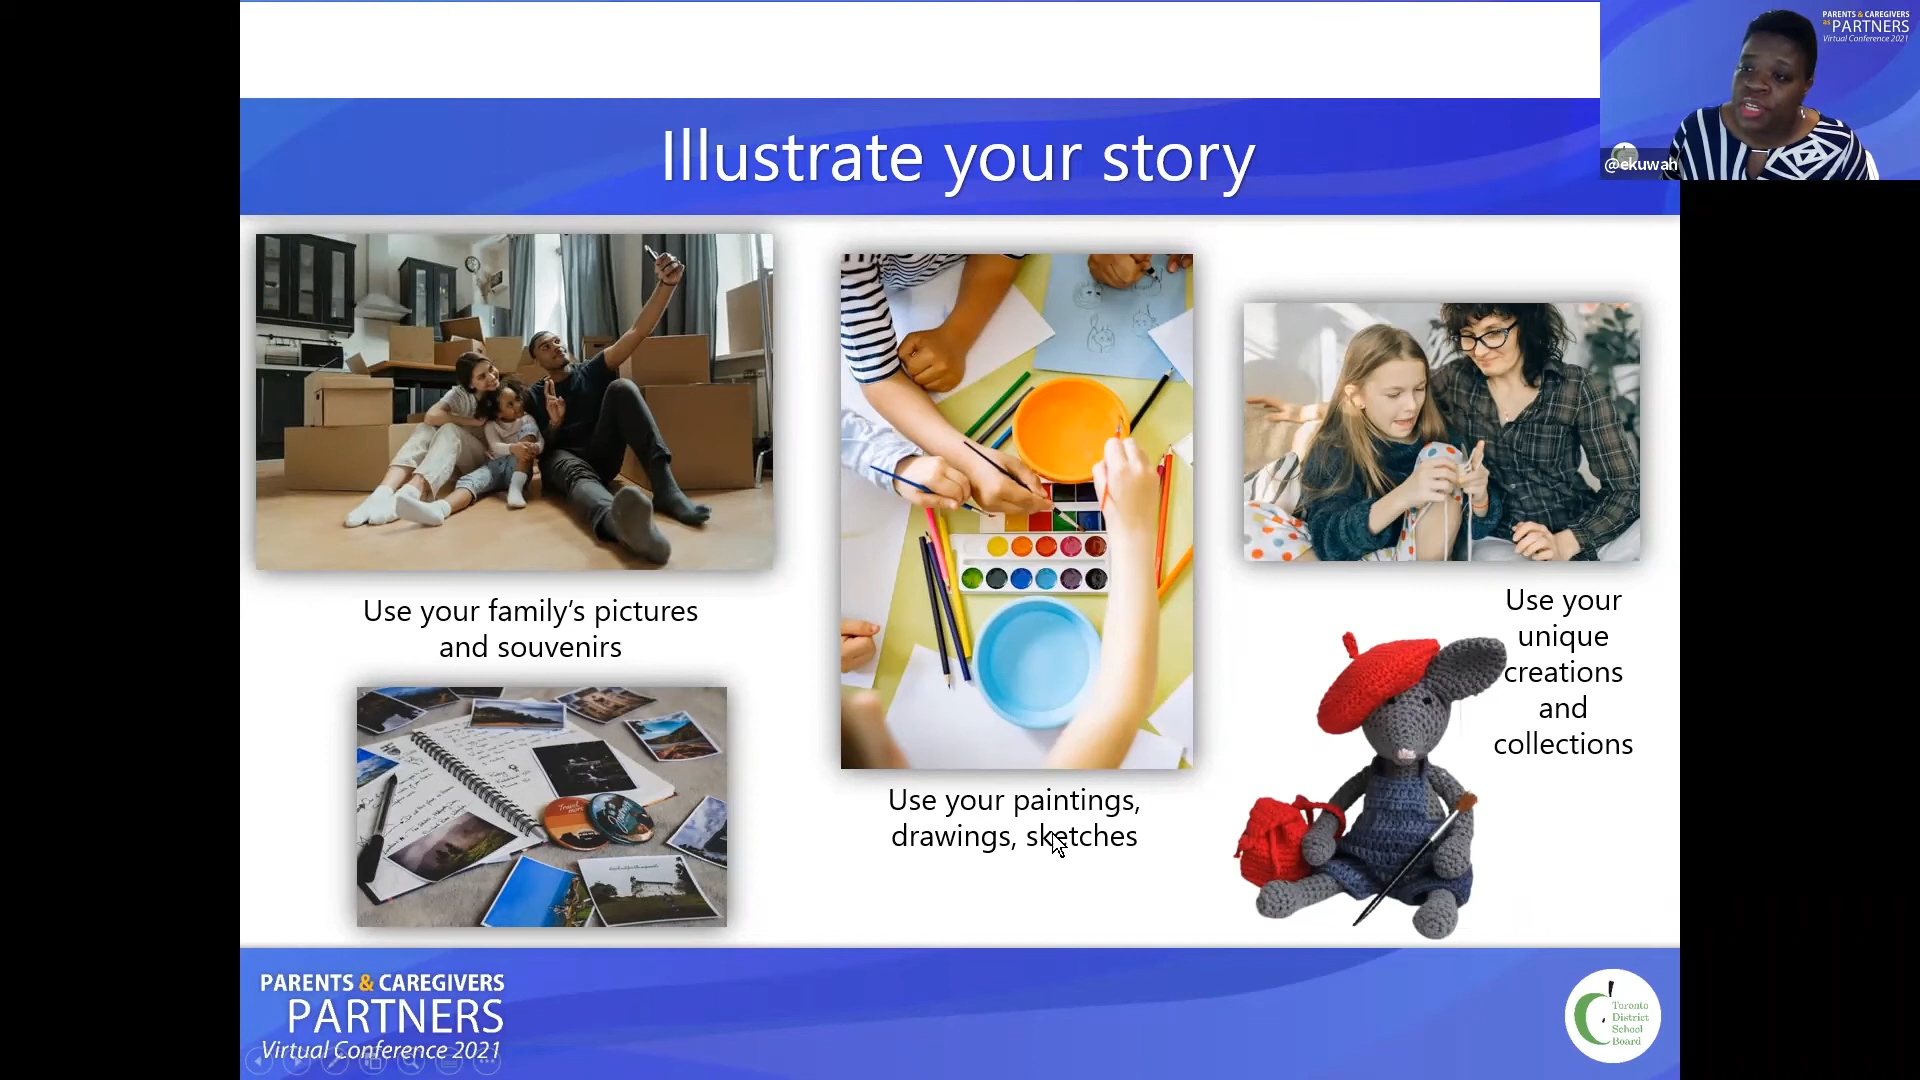 Illustrate your story
PARENTS & CAREGIVERS
as PARTNERS
Virtual Conference 2021
@ekuwah
Use your family’s pictures
and souvenirs
Use your paintings,
drawings, sketches
Use your
unique
creations
and
collections
PARENTS & CAREGIVERS
PARTNERS
Virtual Conference 2021
Toronto
District
School
Board